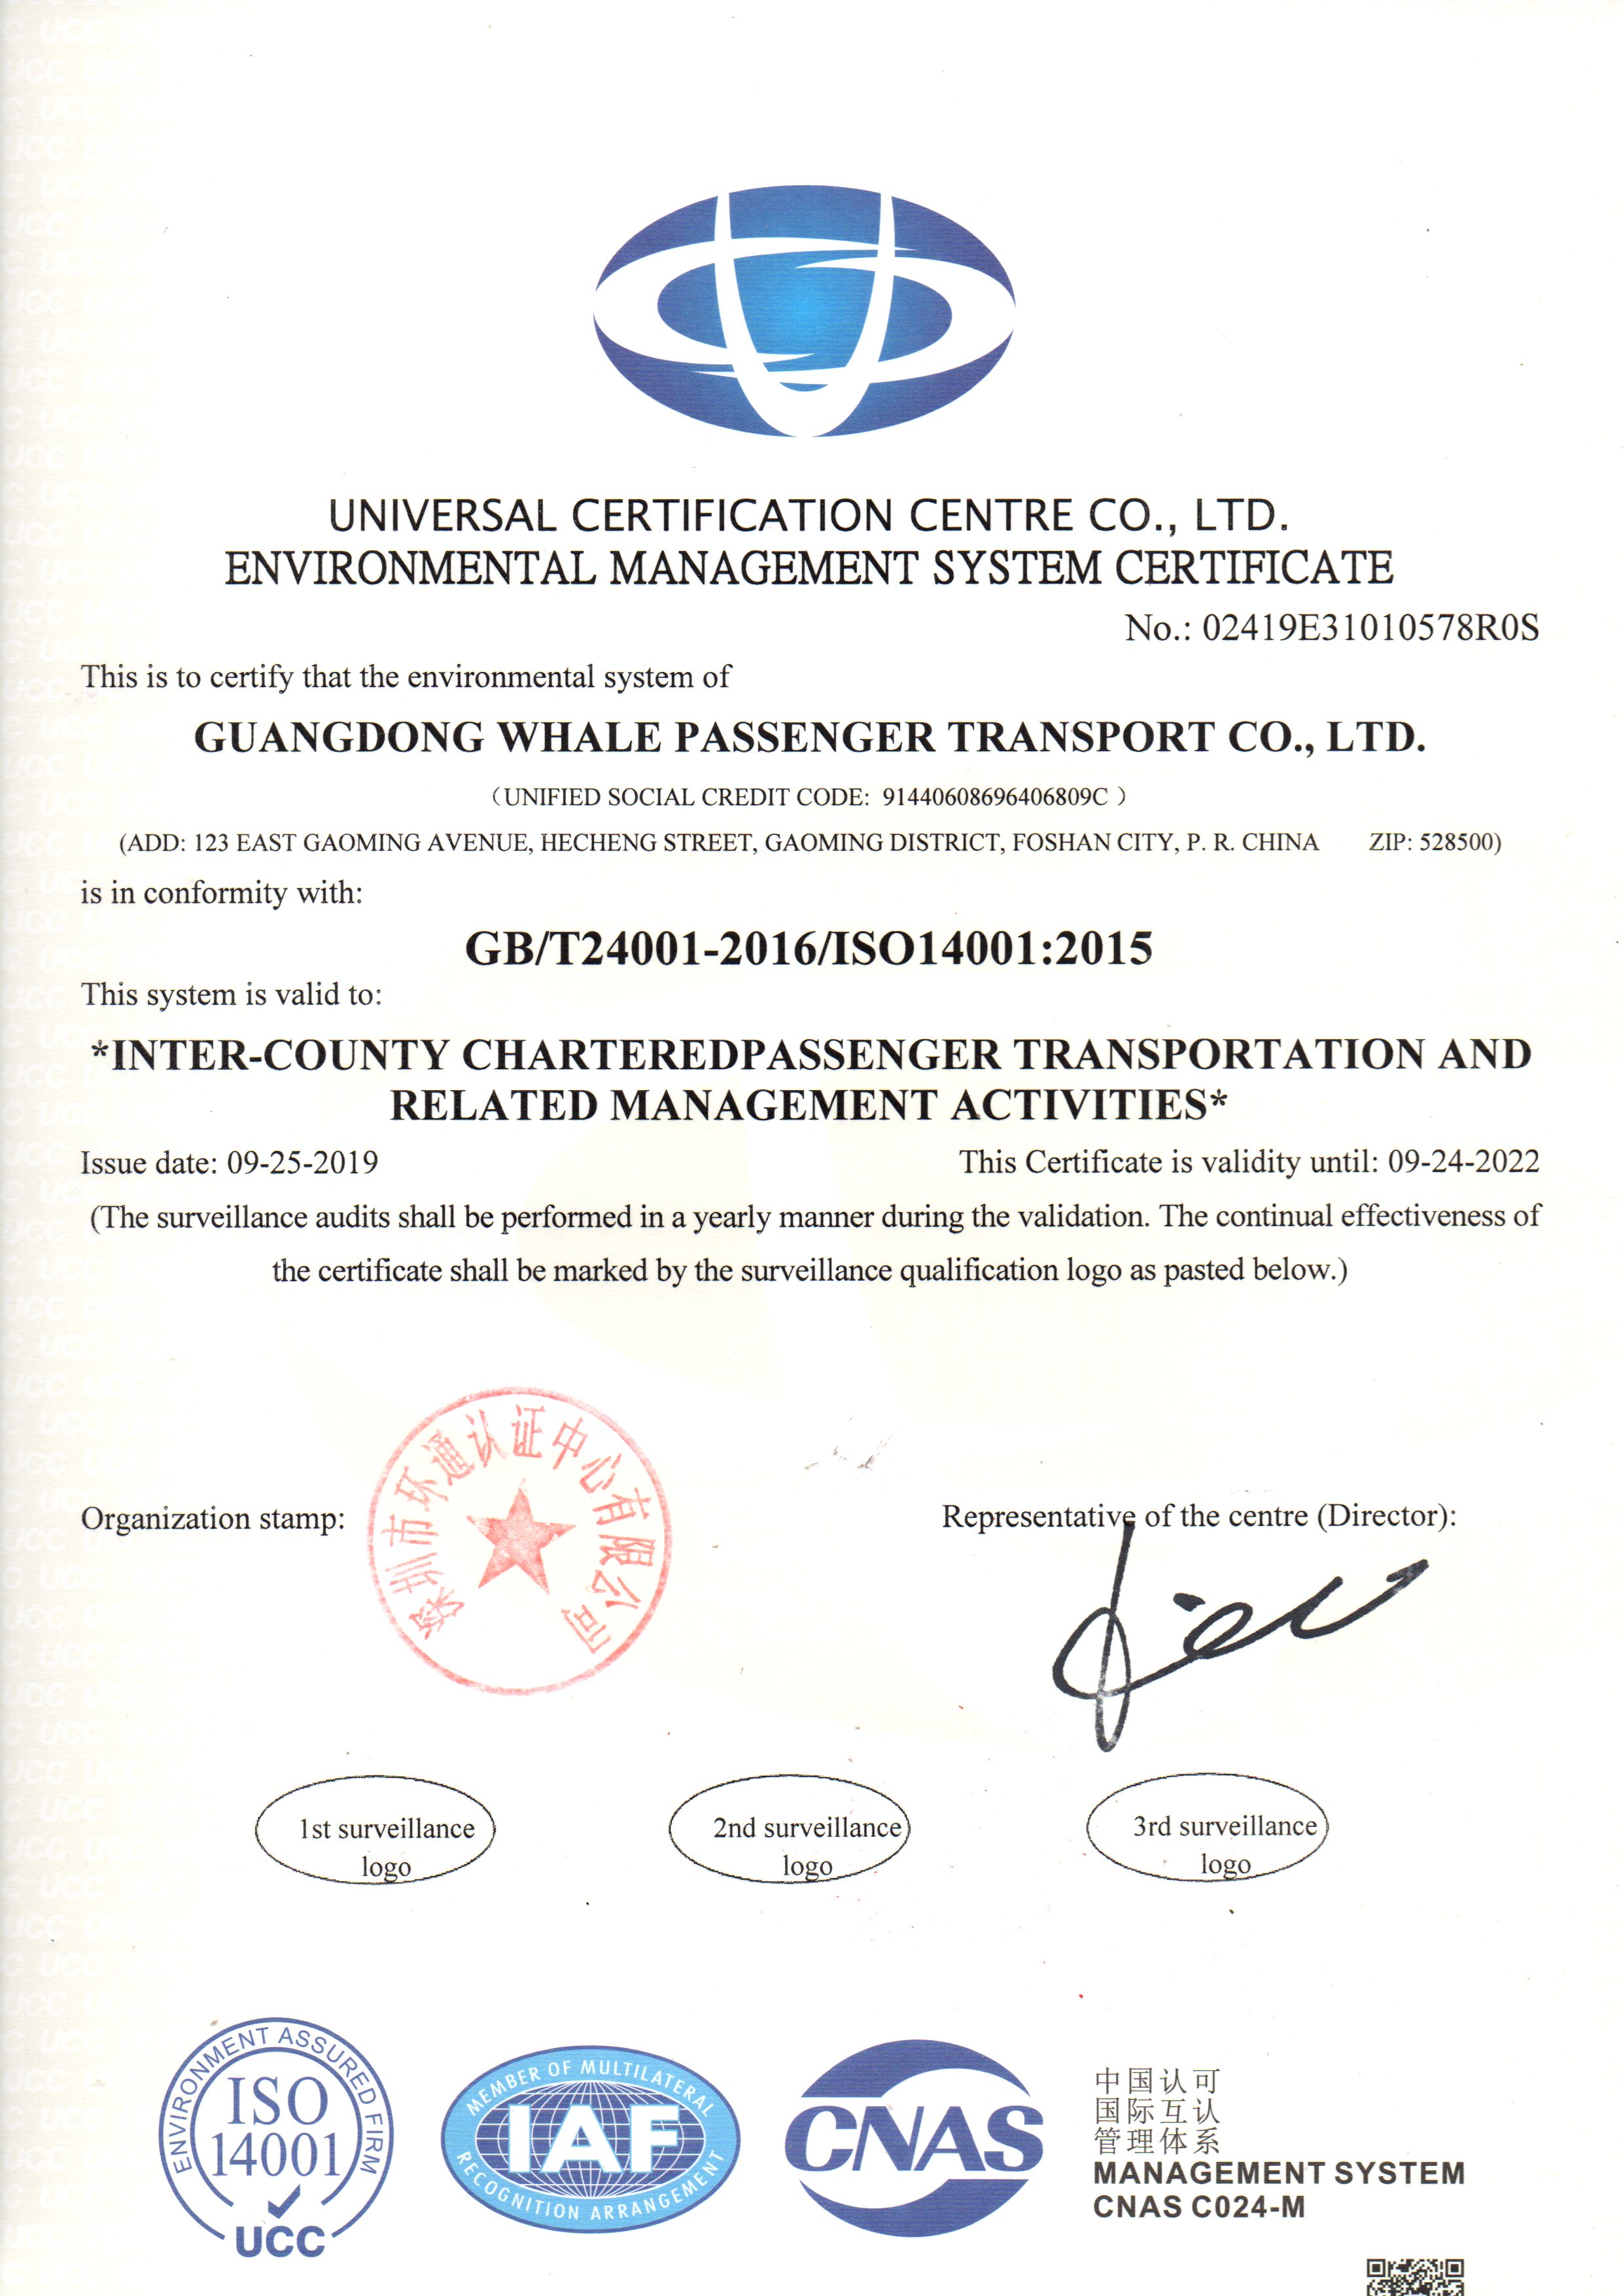 UNIVERSAL CERTIFICATION CENTRE CO., LTD.
ENVIRONMENTAL MANAGEMENT SYSTEM CERTIFICATE
No.: 02419E31010578R0S
This is to certify that the environmental system of
GUANGDONG WHALE PASSENGER TRANSPORT CO., LTD.
（UNIFIED SOCIAL CREDIT CODE: 91440608696406809C ）
(ADD: 123 EAST GAOMING AVENUE, HECHENG STREET, GAOMING DISTRICT, FOSHAN CITY, P. R. CHINA ZIP: 528500)
is in conformity with:
GB/T24001-2016/ISO14001:2015
This system is valid to:
*INTER-COUNTY CHARTEREDPASSENGER TRANSPORTATION AND
RELATED MANAGEMENT ACTIVITIES*
Issue date: 09-25-2019 This Certificate is validity until: 09-24-2022
(The surveillance audits shall be performed in a yearly manner during the validation. The continual effectiveness of
the certificate shall be marked by the surveillance qualification logo as pasted below.)
深圳市环通认证中心有限公司
Organization stamp: Representative of the centre (Director):
1st surveillance
logo
2nd surveillance
logo
3rd surveillance
logo
ENVIRONMENT ASSURED FIRM
ISO
14001
UCC
MEMBER OF MULTILATERAL
IAF
RECOGNITION ARRANGEMENT
CNAS
中国认可
国际互认
管理体系
MANAGEMENT SYSTEM
CNAS C024-M